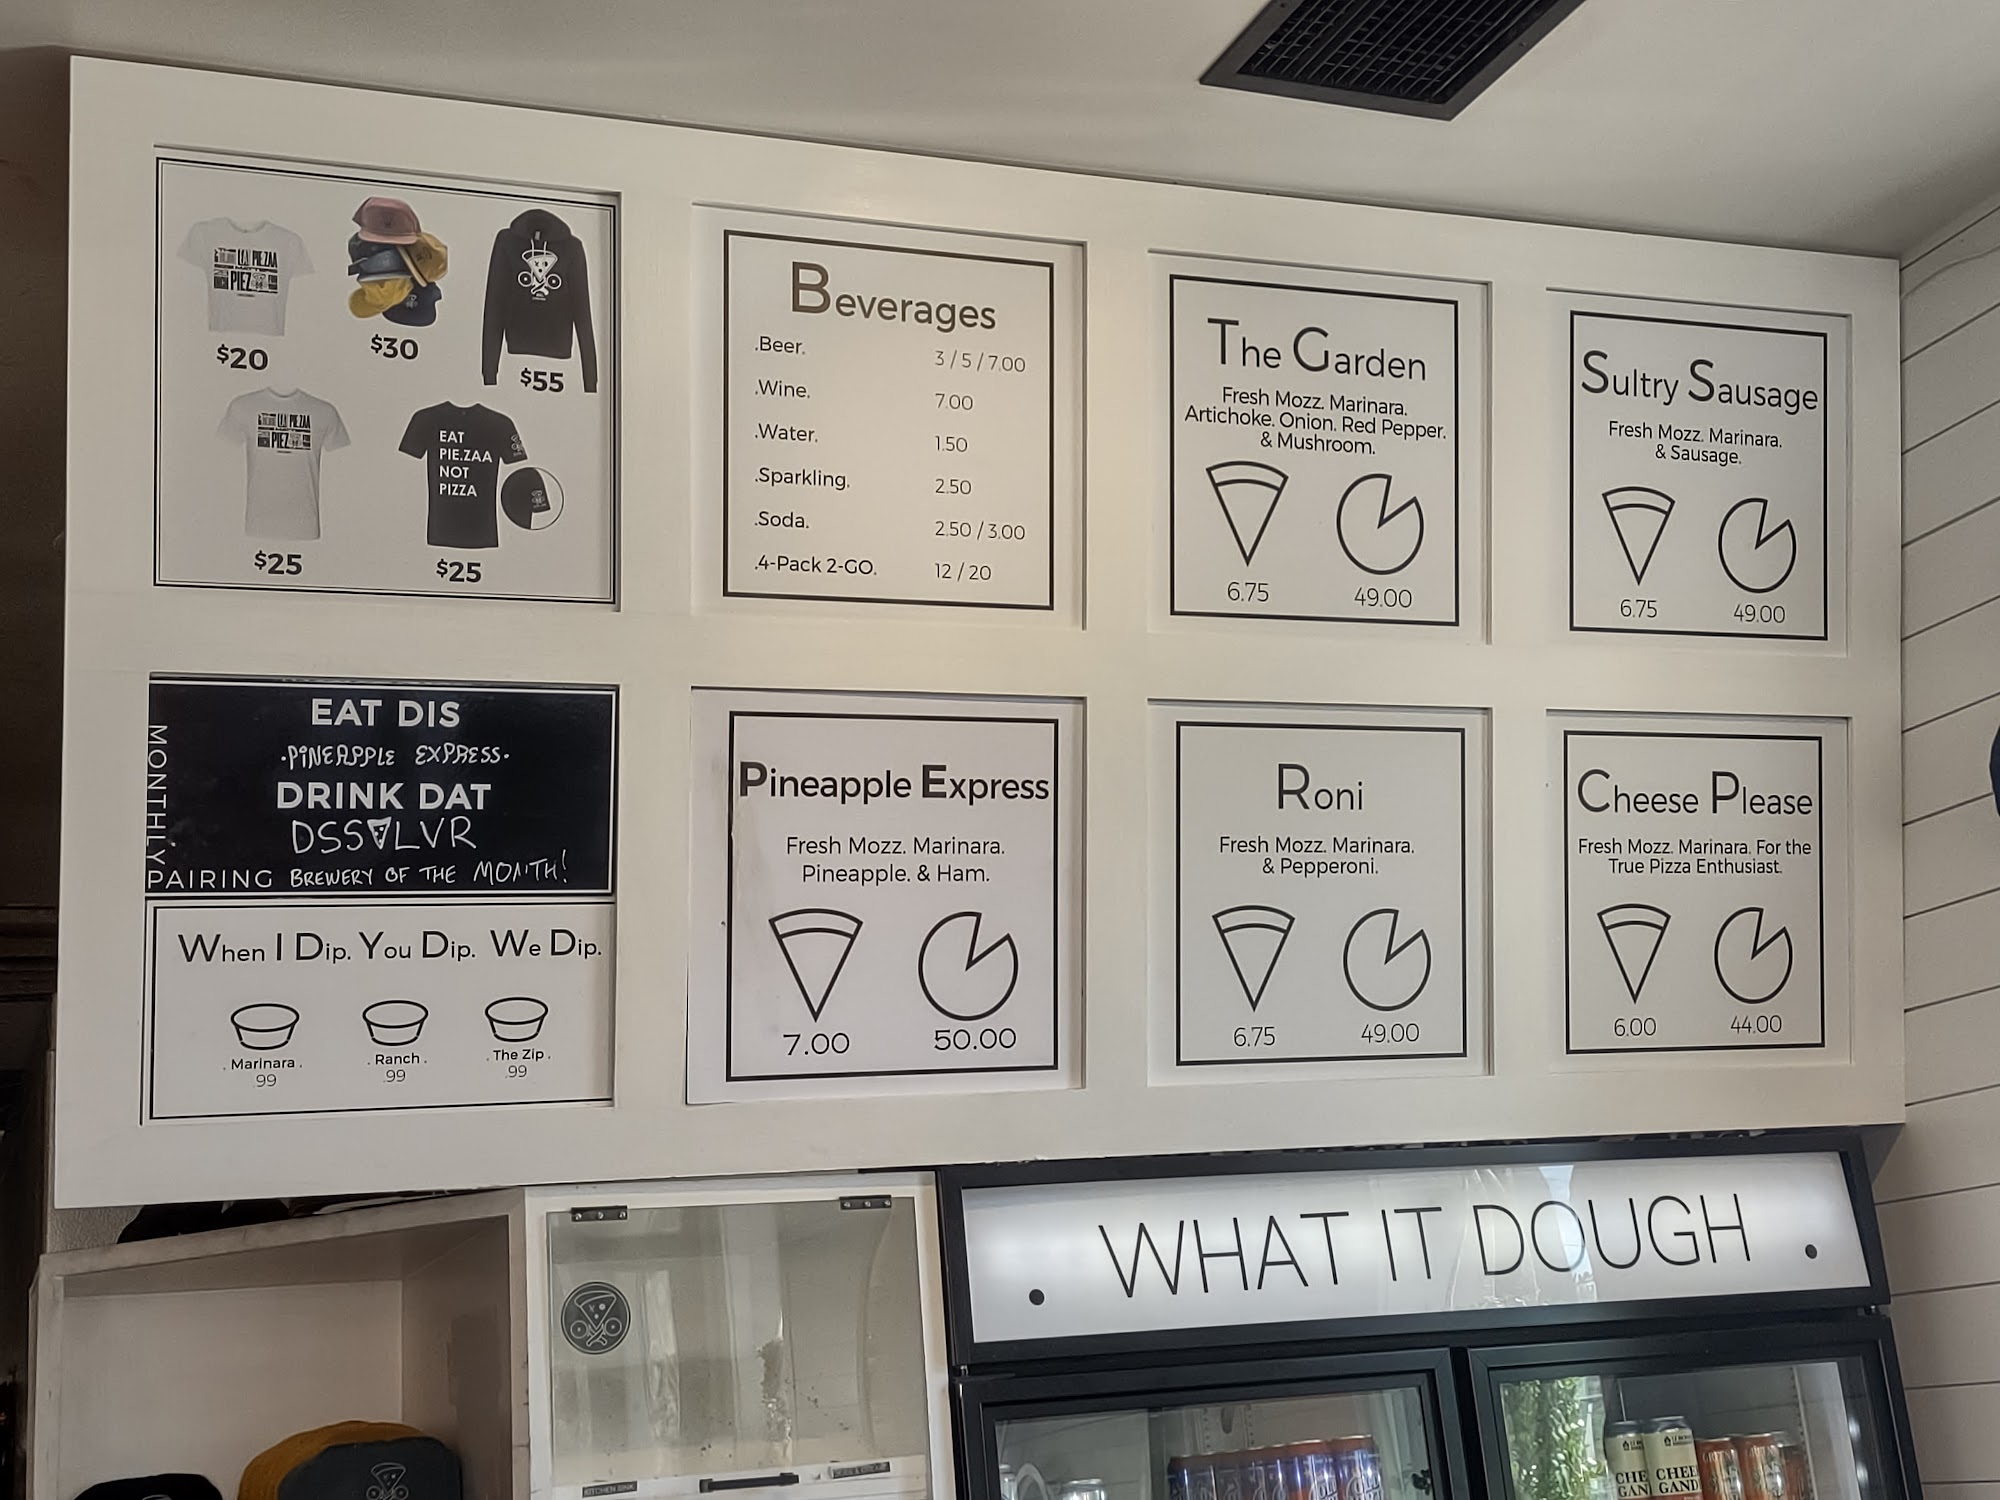 $20
$30
$55
EAT
PIE.ZAA
NOT
PIZZA
$25
$25
Beverages
.Beer. 3 / 5 / 7.00
.Wine. 7.00
.Water. 1.50
.Sparkling. 2.50
.Soda. 2.50 / 3.00
.4-Pack 2-GO. 12 / 20
The Garden
Fresh Mozz. Marinara.
Artichoke. Onion. Red Pepper.
& Mushroom.
6.75 49.00
Sultry Sausage
Fresh Mozz. Marinara.
& Sausage.
6.75 49.00
MONTHLY
PAIRING
EAT DIS
·PINEAPPLE EXPRESS·
DRINK DAT
DSSOLVR
BREWERY OF THE MONTH!
When I Dip. You Dip. We Dip.
. Marinara . . Ranch . . The Zip .
.99 .99 .99
Pineapple Express
Fresh Mozz. Marinara.
Pineapple. & Ham.
7.00 50.00
Roni
Fresh Mozz. Marinara.
& Pepperoni.
6.75 49.00
Cheese Please
Fresh Mozz. Marinara. For the
True Pizza Enthusiast.
6.00 44.00
• WHAT IT DOUGH •
KITCHEN SINK